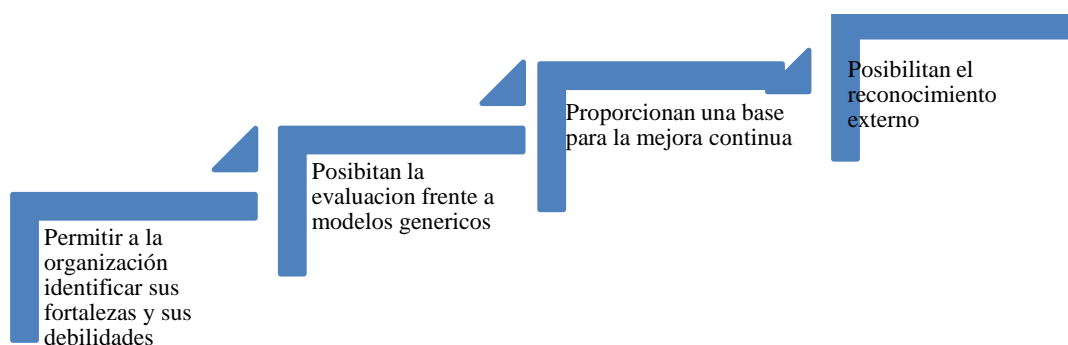 Permitir a la
organización
identificar sus
fortalezas y sus
debilidades
Posibitan la
evaluacion frente a
modelos genericos
Proporcionan una base
para la mejora continua
Posibilitan el
reconocimiento
externo